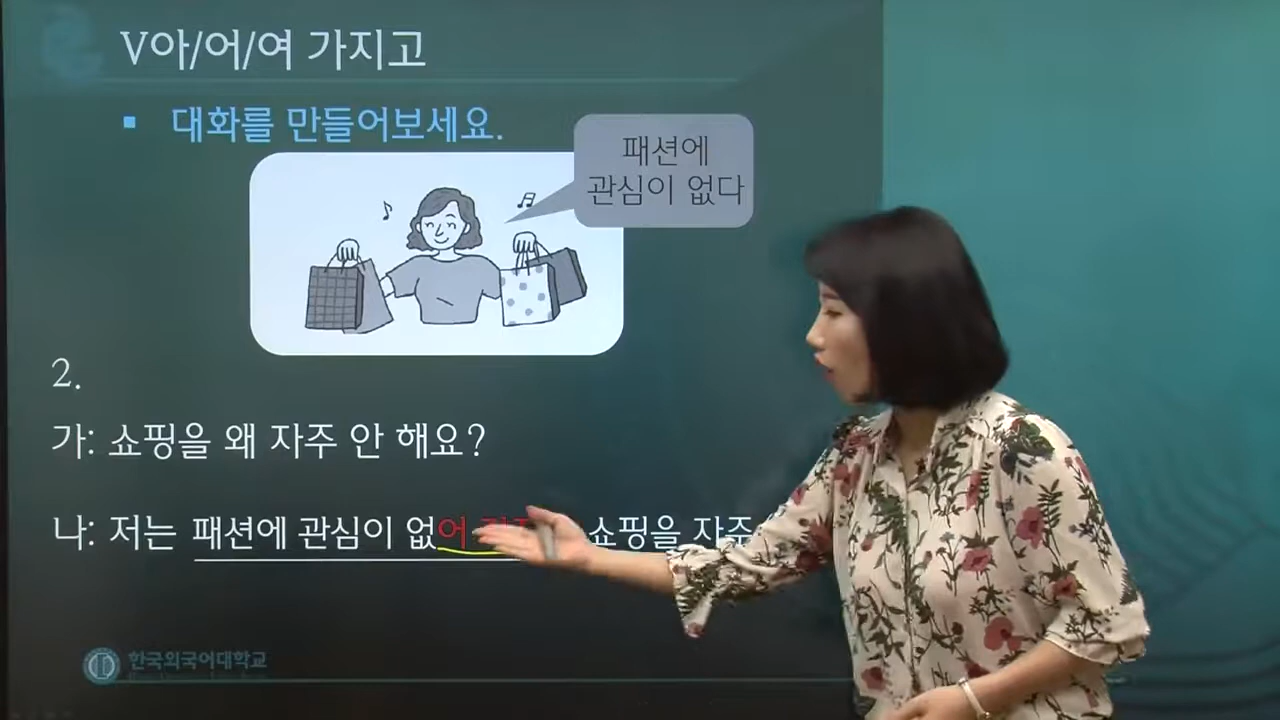 V아/어/여 가지고
▪ 대화를 만들어보세요.
패션에
관심이 없다
2.
가: 쇼핑을 왜 자주 안 해요?
나: 저는 패션에 관심이 없어 쇼핑을 자주
한국외국어대학교